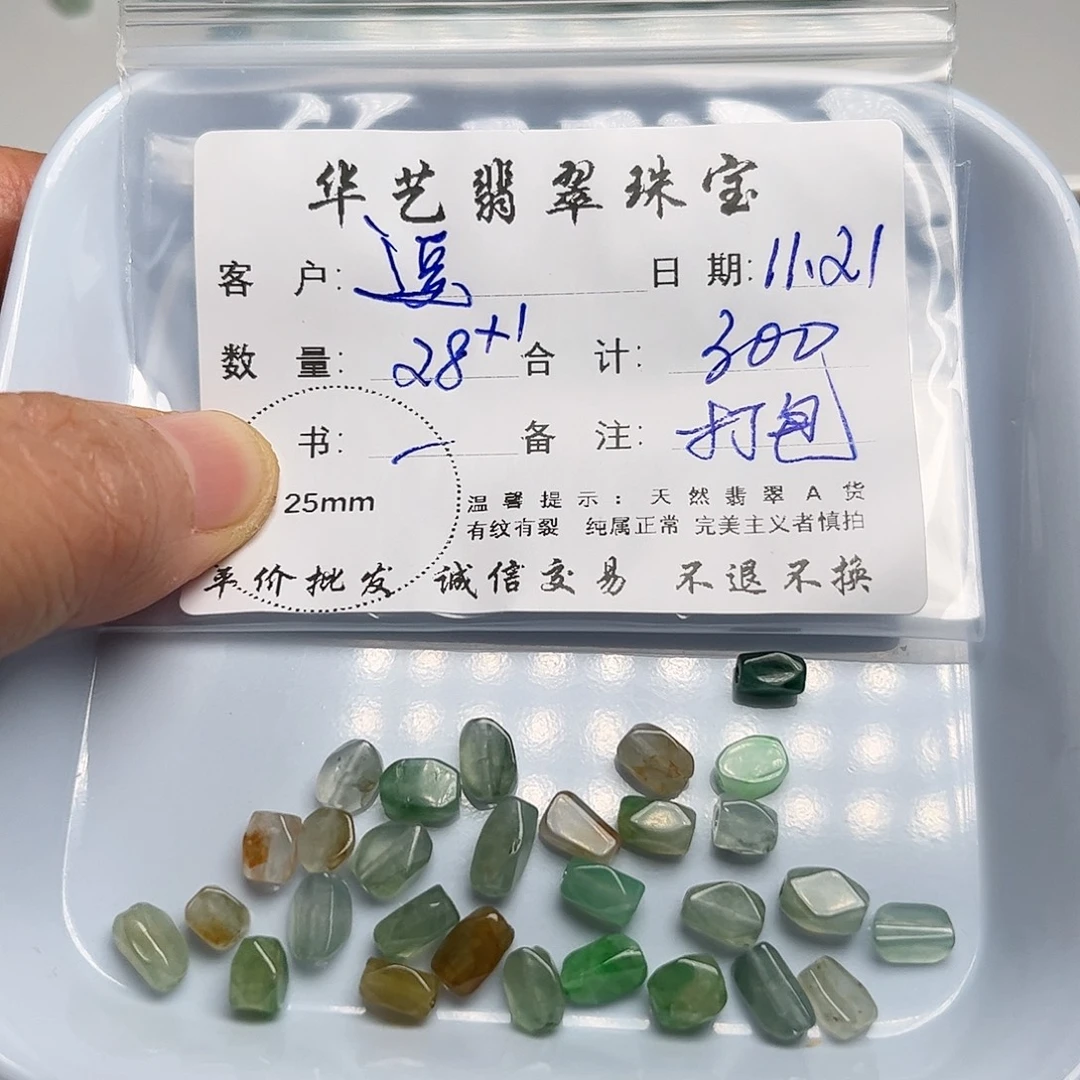 华艺翡翠珠宝
客 户: 逗 日 期: 11.21
数 量: 28+1 合 计: 300
书: 一 备 注: 打包
25mm 温馨提示：天然翡翠A货
有纹有裂 纯属正常 完美主义者慎拍
单价批发 诚信交易 不退不换